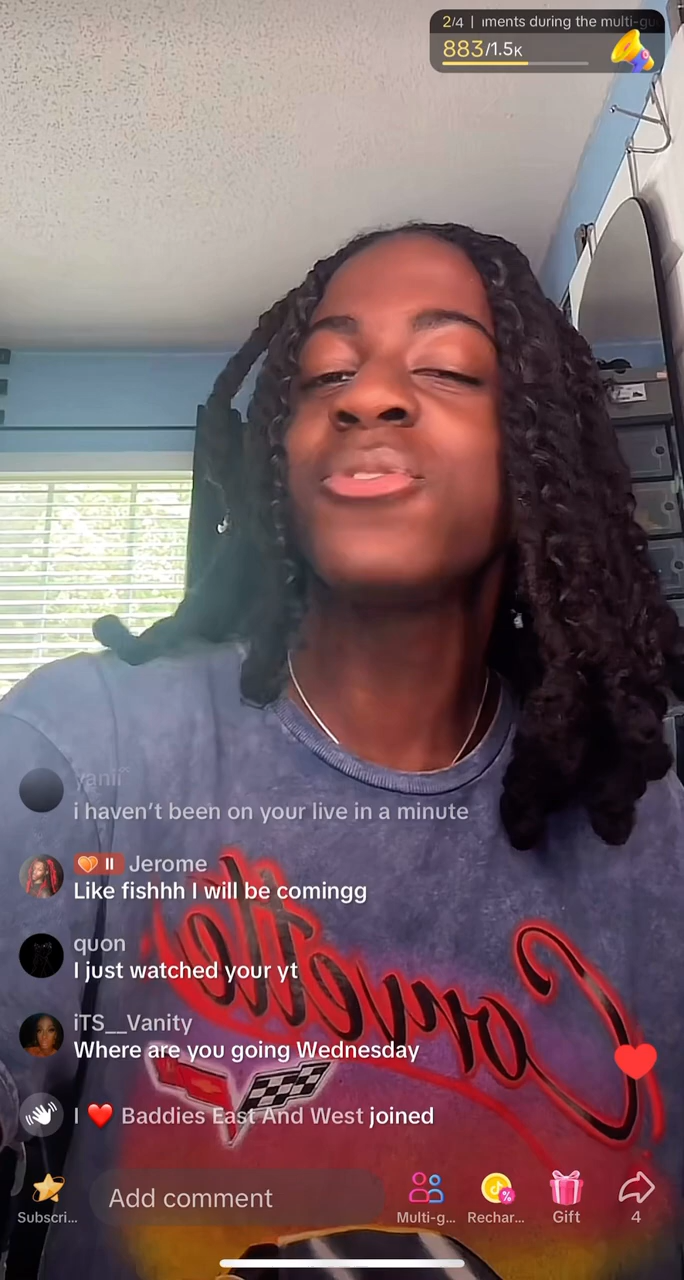 2/4 | ments during the multi-gu
883/1.5K
yanii
i haven’t been on your live in a minute
II Jerome
Like fishhh I will be comingg
quon
I just watched your yt
iTS__Vanity
Where are you going Wednesday
Corvette
I ❤️ Baddies East And West joined
Add comment
Subscri...
Multi-g...
Rechar...
Gift
4